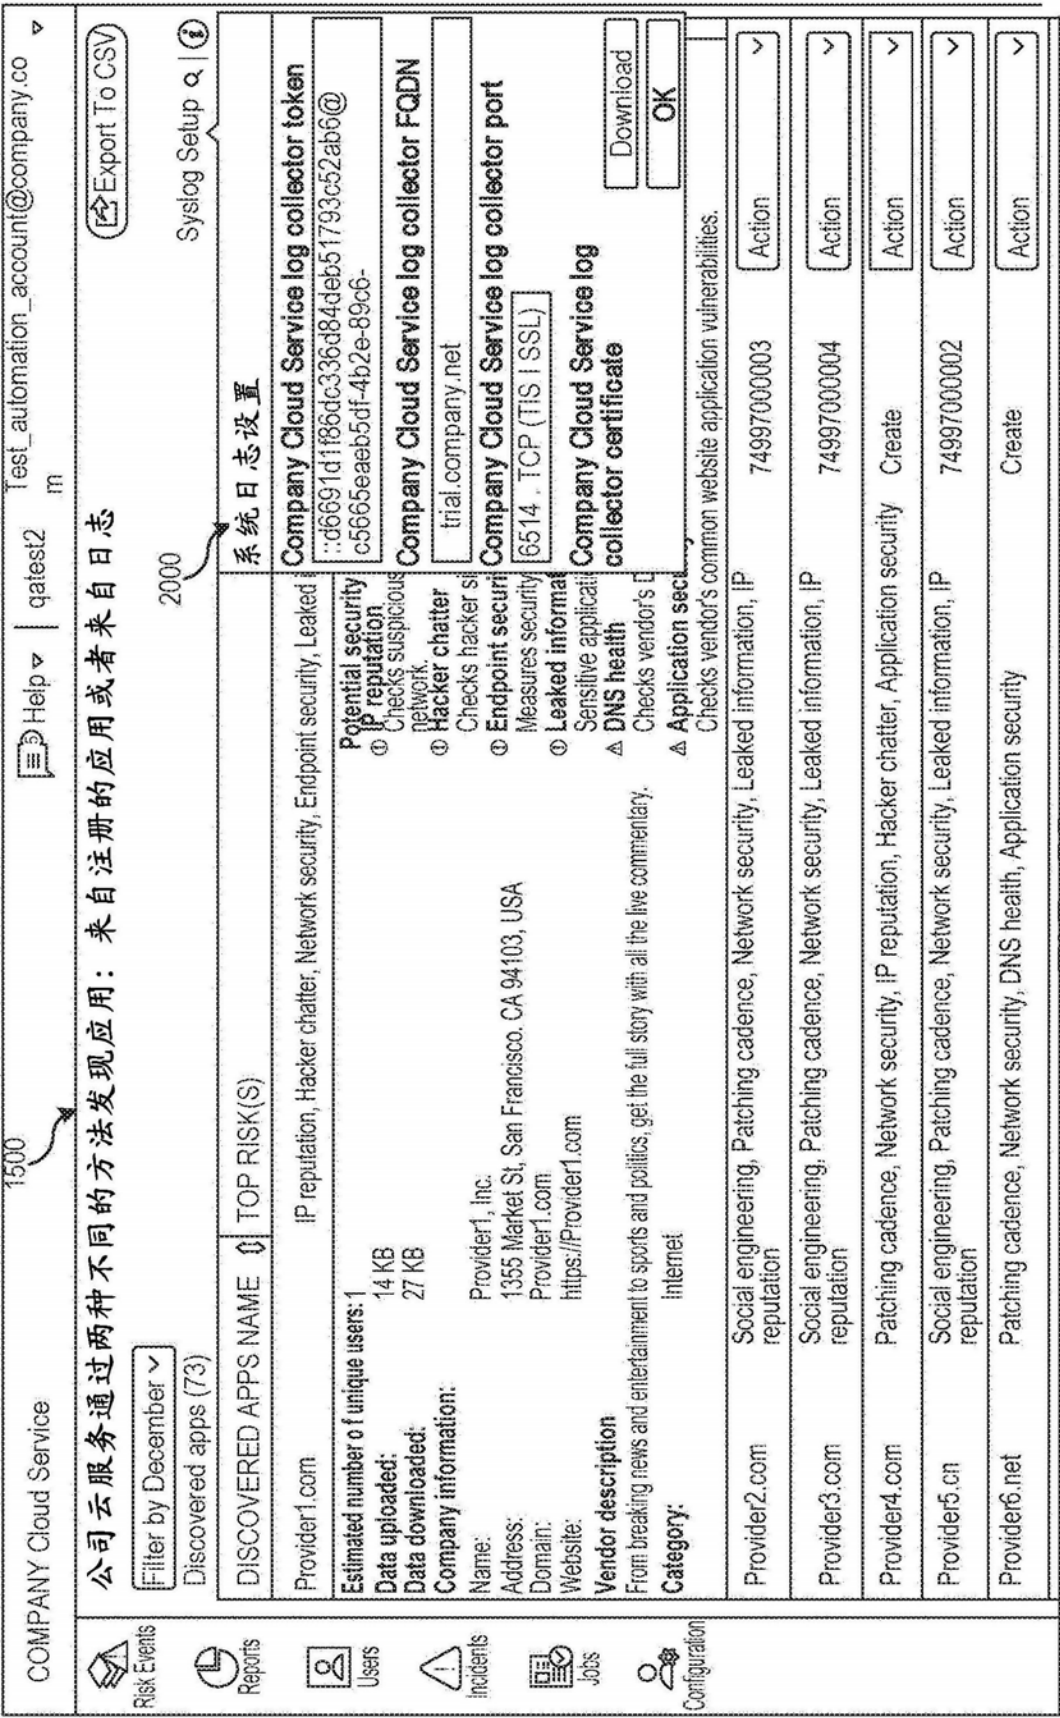 1500
COMPANY Cloud Service
Help ▿
qatest2
Test_automation_account@company.co
m
公司云服务通过两种不同的方法发现应用：来自注册的应用或者来自日志
Export To CSV
Filter by December
Discovered apps (73)
2000
Syslog Setup
Risk Events
Reports
Users
Incidents
Jobs
Configuration
DISCOVERED APPS NAME
TOP RISK(S)
Provider1.com
IP reputation, Hacker chatter, Network security, Endpoint security, Leaked
Estimated number o f unique users: 1
Data uploaded: 14 KB
Data downloaded: 27 KB
Company information:
Name: Provider1, Inc.
Address: 1355 Market St, San Francisco. CA 94103, USA
Domain: Provider1.com
Website: https://Provider1.com
Vendor description
From breaking news and entertainment to sports and politics, get the full story with all the live commentary.
Category: Internet
Potential security
IP reputation
Checks suspicious
network.
Hacker chatter
Checks hacker si
Endpoint securi
Measures security
Leaked informat
Sensitive applicati
DNS health
Checks vendor's D
Application secu
Checks vendor's common website application vulnerabilities.
系统日志设置
Company Cloud Service log collector token
::d6691d1f86dc336d84deb51793c52ab6@
c5665eaeb5df-4b2e-89c6-
Company Cloud Service log collector FQDN
trial.company.net
Company Cloud Service log collector port
6514 . TCP (TIS I SSL)
Company Cloud Service log
collector certificate
Download
OK
Provider2.com Social engineering, Patching cadence, Network security, Leaked information, IP
reputation
74997000003 Action
Provider3.com Social engineering, Patching cadence, Network security, Leaked information, IP
reputation
74997000004 Action
Provider4.com Patching cadence, Network security, IP reputation, Hacker chatter, Application security Create Action
Provider5.cn Social engineering, Patching cadence, Network security, Leaked information, IP
reputation
74997000002 Action
Provider6.net Patching cadence, Network security, DNS health, Application security Create Action